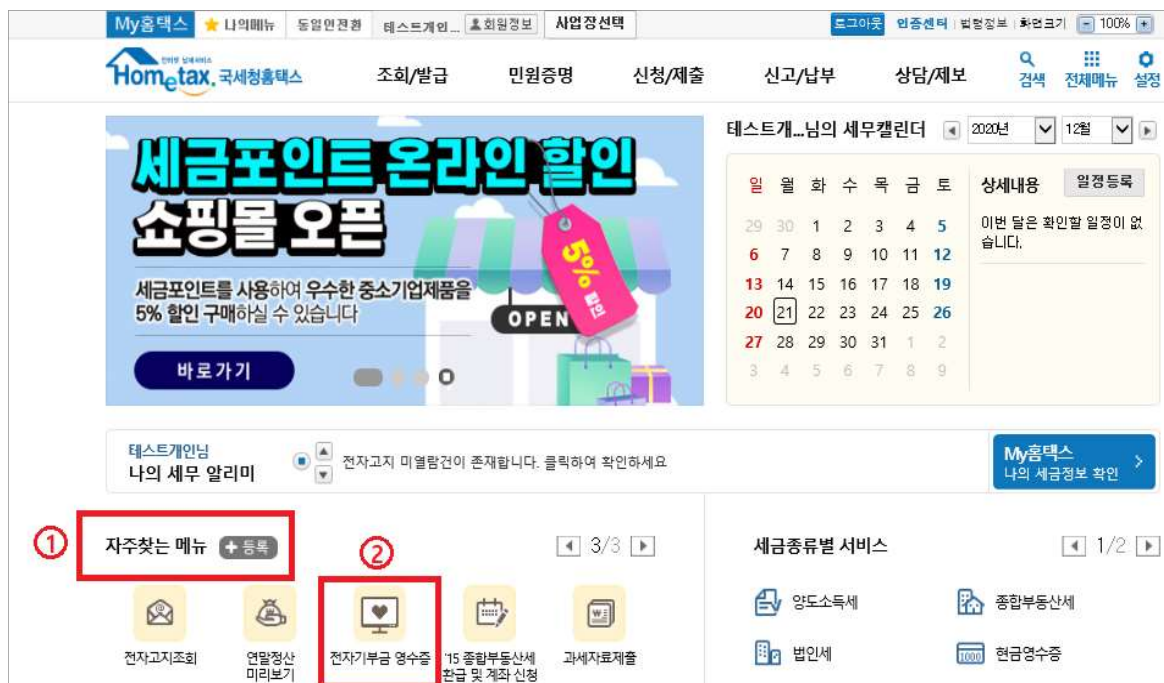 My홈택스 나의메뉴 동일인전환 테스트개인... 회원정보 사업장선택 로그아웃 인증센터 법령정보 화면크기 100%
Hometax. 국세청홈택스 조회/발급 민원증명 신청/제출 신고/납부 상담/제보 검색 전체메뉴 설정
세금포인트 온라인 할인
쇼핑몰 오픈
세금포인트를 사용하여 우수한 중소기업제품을
5% 할인 구매하실 수 있습니다
바로가기
5% 할인
OPEN
테스트개...님의 세무캘린더 2020년 12월
일 월 화 수 목 금 토
29 30 1 2 3 4 5
6 7 8 9 10 11 12
13 14 15 16 17 18 19
20 21 22 23 24 25 26
27 28 29 30 31 1 2
3 4 5 6 7 8 9
상세내용 일정등록
이번 달은 확인할 일정이 없
습니다.
테스트개인님
나의 세무 알리미
전자고지 미열람건이 존재합니다. 클릭하여 확인하세요
My홈택스
나의 세금정보 확인
① 자주찾는 메뉴 등록 ② 3/3
전자고지조회
연말정산
미리보기
전자기부금 영수증
'15 종합부동산세
환급 및 계좌 신청
과세자료제출
세금종류별 서비스 1/2
양도소득세 종합부동산세
법인세 현금영수증